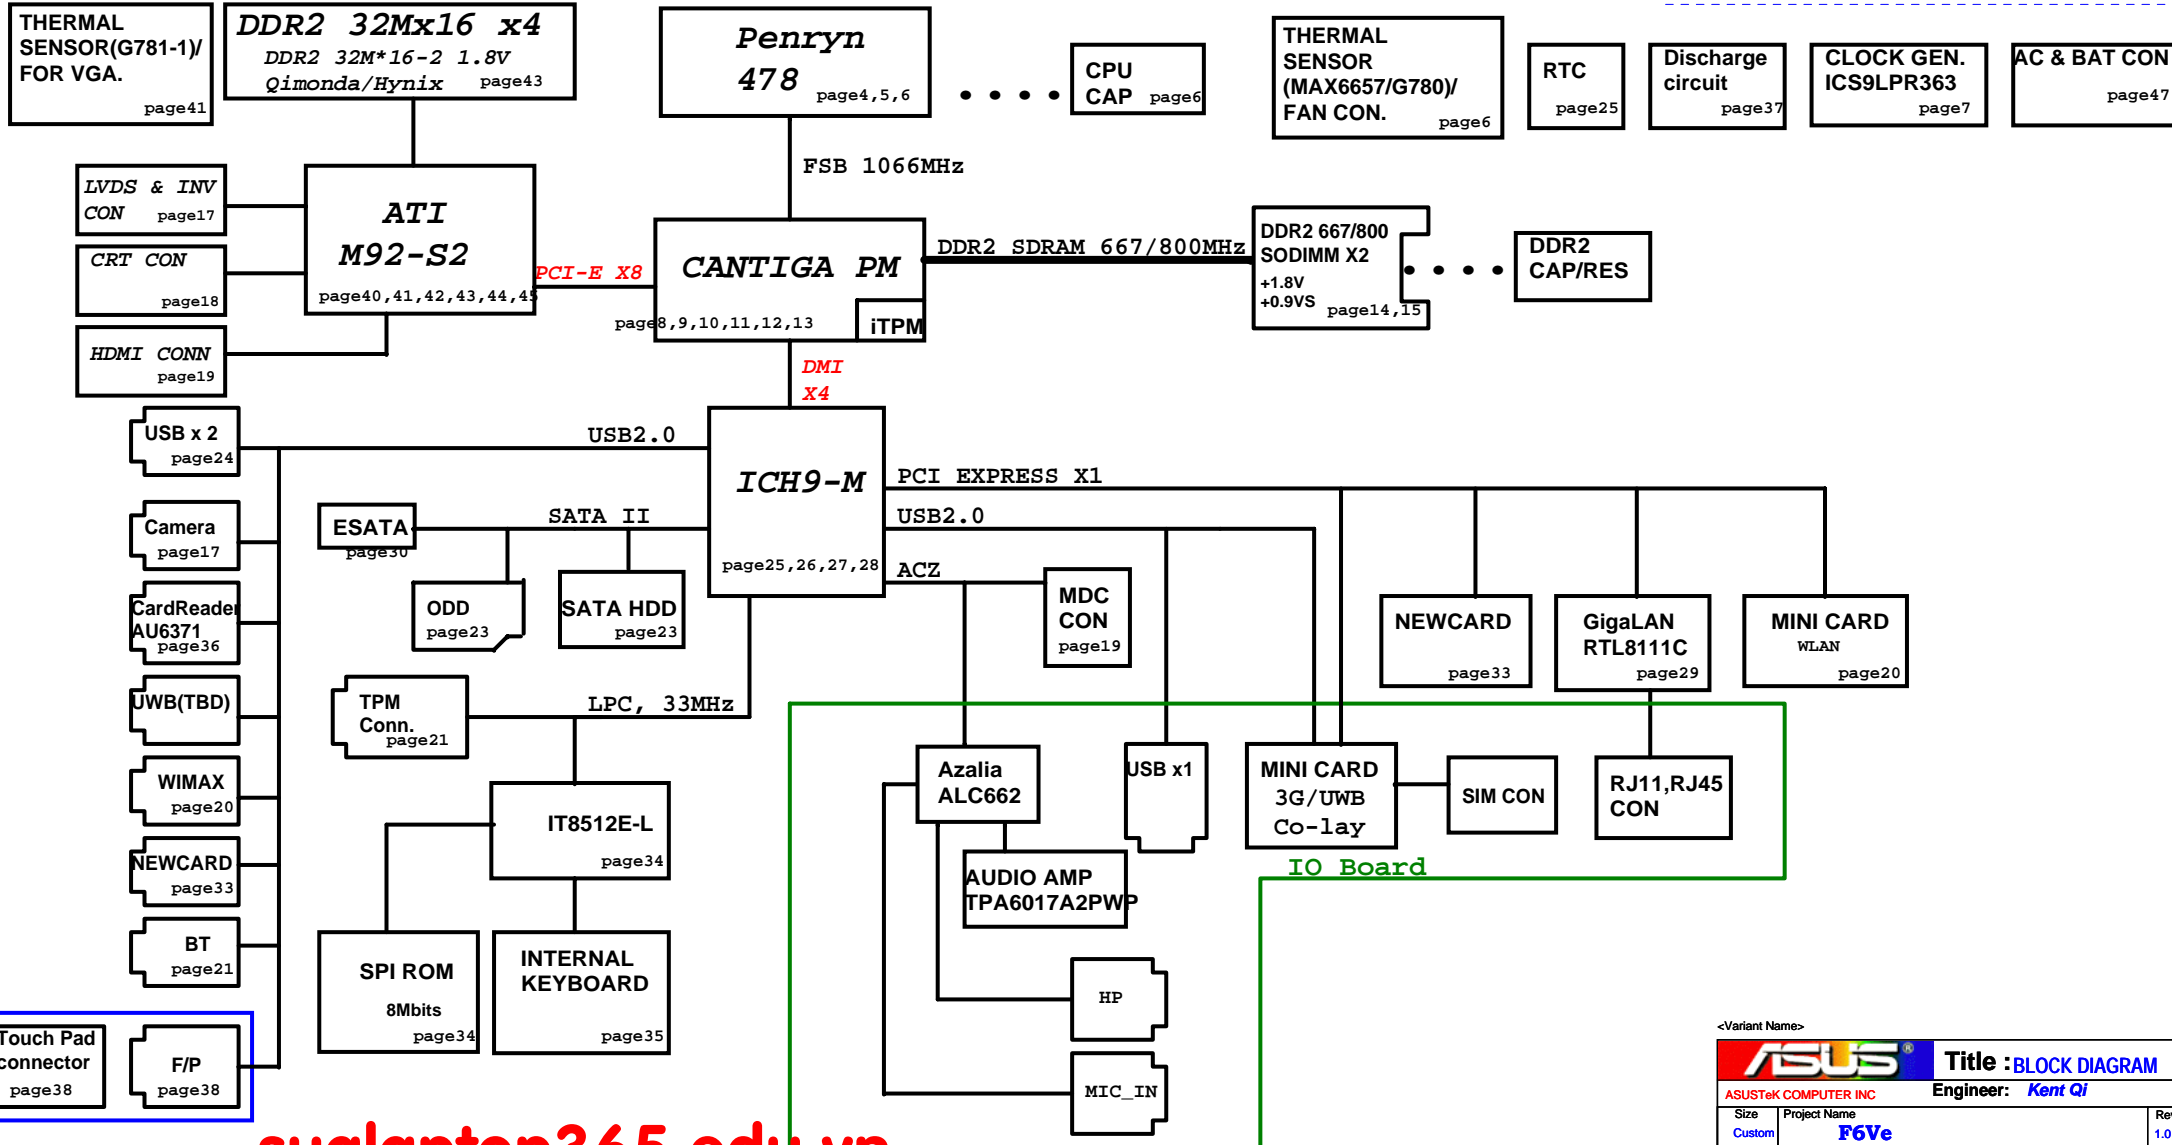 THERMAL
SENSOR(G781-1)/
FOR VGA.
page41
DDR2 32Mx16 x4
DDR2 32M*16-2 1.8V
Qimonda/Hynix page43
Penryn
478 page4,5,6
CPU
CAP page6
THERMAL
SENSOR
(MAX6657/G780)/
FAN CON. page6
RTC
page25
Discharge
circuit
page37
CLOCK GEN.
ICS9LPR363
page7
AC & BAT CON
page47
FSB 1066MHz
LVDS & INV
CON page17
CRT CON
page18
HDMI CONN
page19
ATI
M92-S2
page40,41,42,43,44,45
PCI-E X8
CANTIGA PM
page8,9,10,11,12,13
iTPM
DDR2 SDRAM 667/800MHz
DDR2 667/800
SODIMM X2
+1.8V
+0.9VS page14,15
DDR2
CAP/RES
DMI
X4
USB x 2
page24
USB2.0
ICH9-M
page25,26,27,28
PCI EXPRESS X1
USB2.0
ACZ
Camera
page17
ESATA
page30
SATA II
CardReader
AU6371
page36
ODD
page23
SATA HDD
page23
MDC
CON
page19
NEWCARD
page33
GigaLAN
RTL8111C
page29
MINI CARD
WLAN
page20
UWB(TBD)
TPM
Conn.
page21
LPC, 33MHz
WIMAX
page20
IT8512E-L
page34
Azalia
ALC662
USB x1
MINI CARD
3G/UWB
Co-lay
SIM CON
RJ11,RJ45
CON
IO Board
NEWCARD
page33
AUDIO AMP
TPA6017A2PWP
BT
page21
SPI ROM
8Mbits
page34
INTERNAL
KEYBOARD
page35
HP
Touch Pad
connector
page38
F/P
page38
MIC_IN
sualaptop365.edu.vn
<Variant Name>
ASUS®
Title : BLOCK DIAGRAM
ASUSTeK COMPUTER INC
Engineer: Kent Qi
Size Project Name Rev
Custom F6Ve 1.0